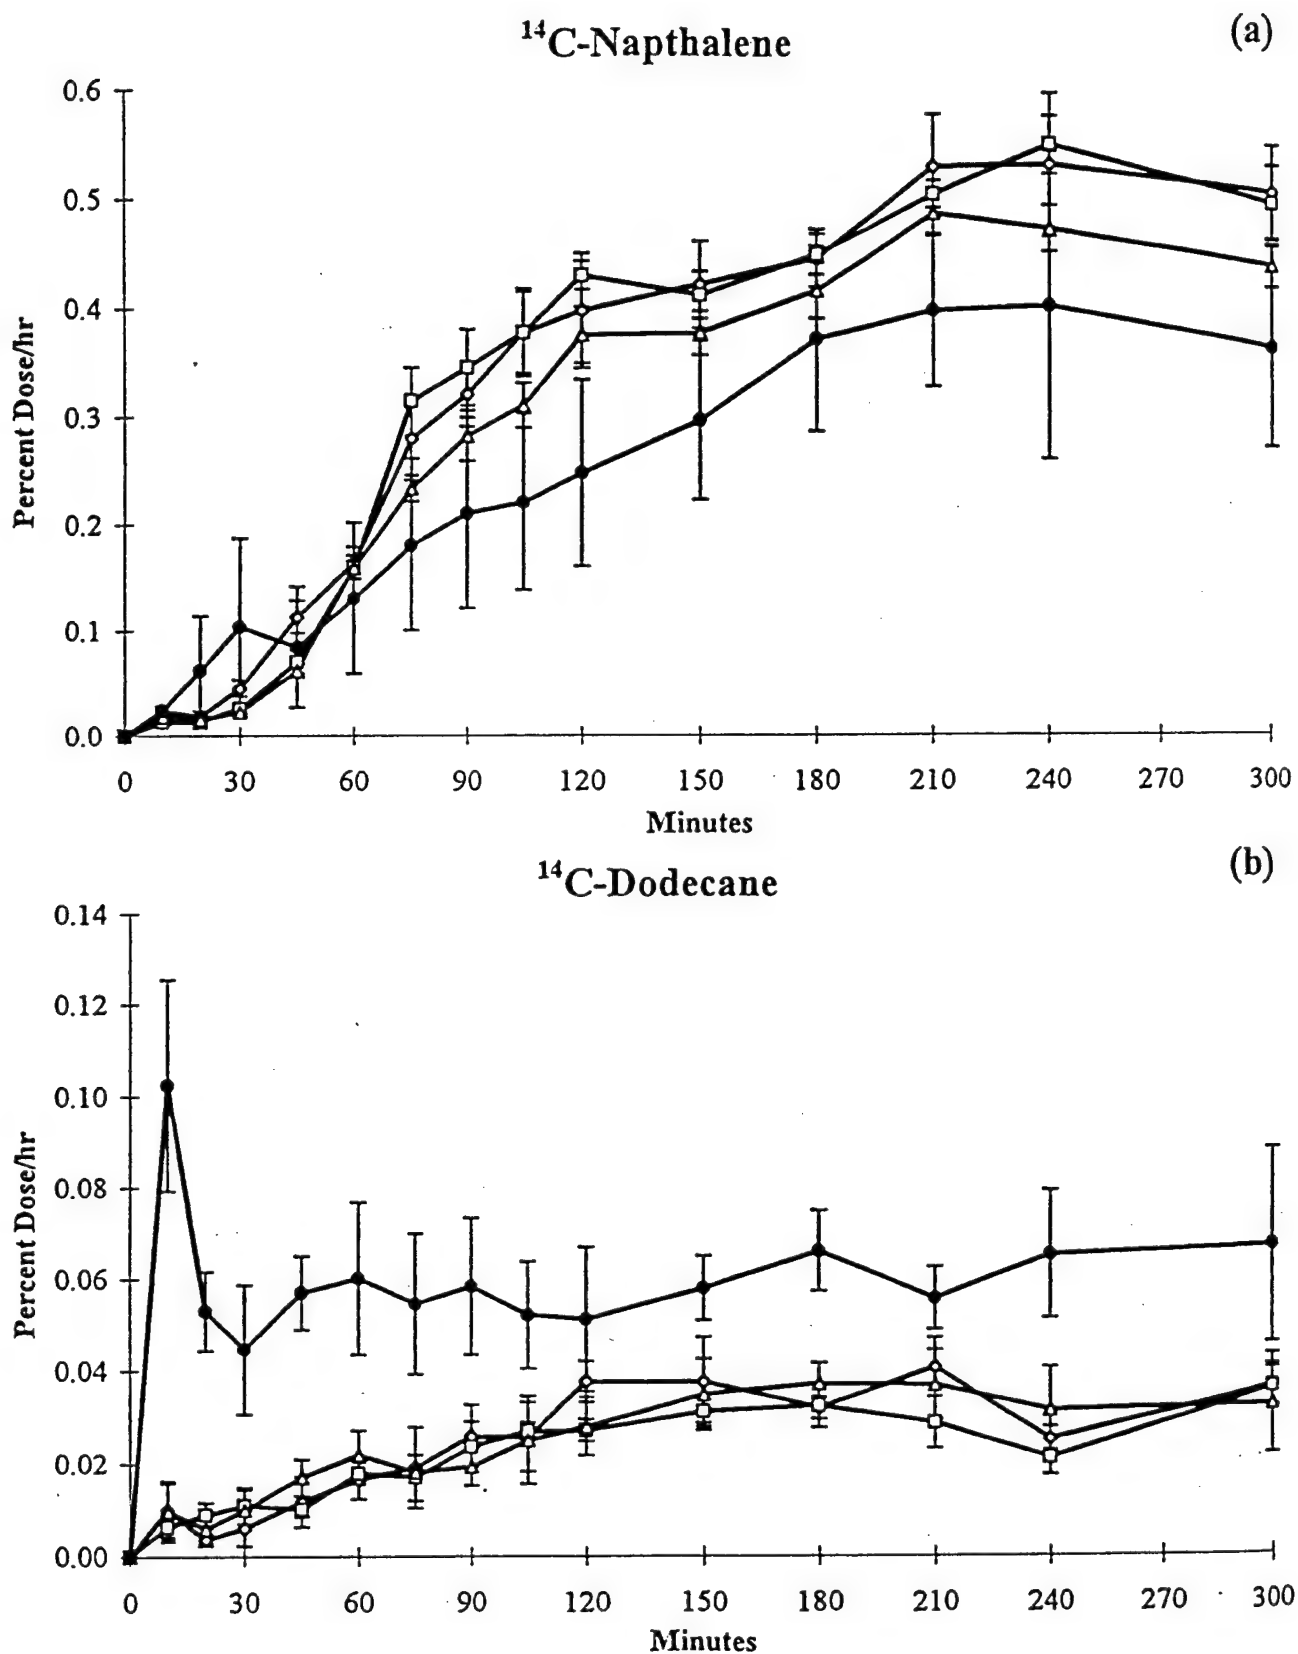 ¹⁴C-Napthalene
(a)
Percent Dose/hr
0.6
0.5
0.4
0.3
0.2
0.1
0.0
0 30 60 90 120 150 180 210 240 270 300
Minutes
¹⁴C-Dodecane
(b)
Percent Dose/hr
0.14
0.12
0.10
0.08
0.06
0.04
0.02
0.00
0 30 60 90 120 150 180 210 240 270 300
Minutes